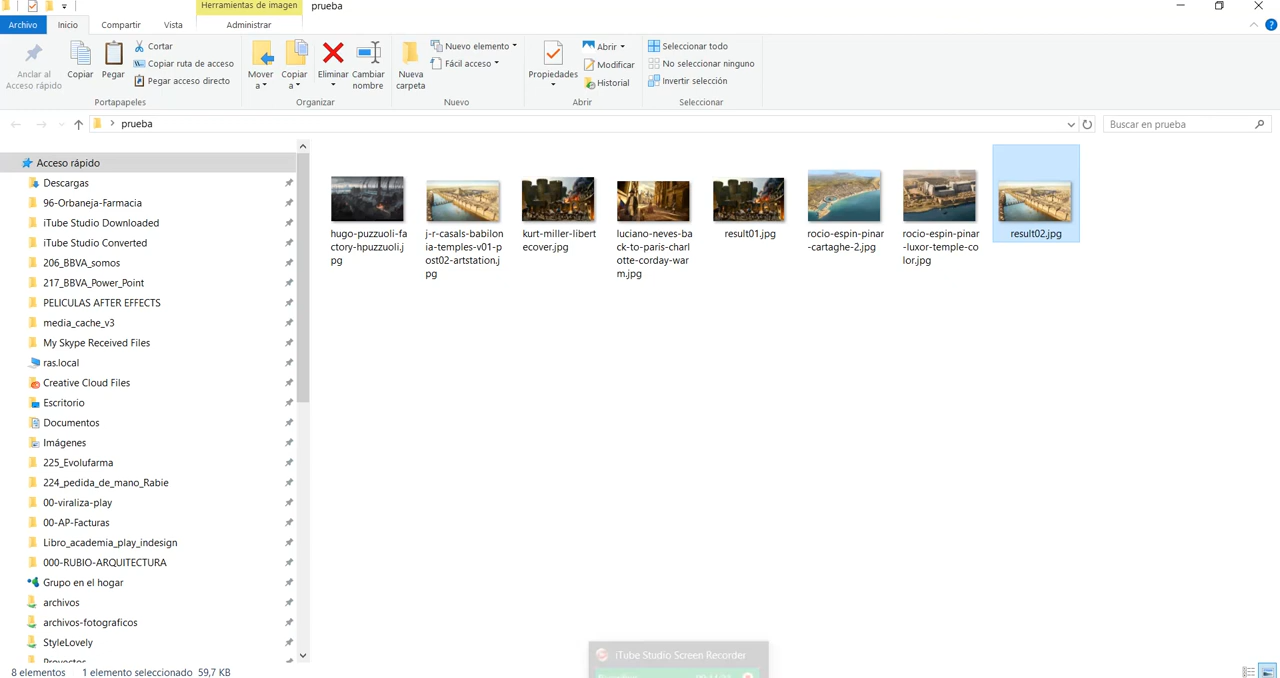 Herramientas de imagen
prueba
Archivo
Inicio
Compartir
Vista
Administrar
Anclar al
Acceso rápido
Copiar
Pegar
Cortar
Copiar ruta de acceso
Pegar acceso directo
Portapapeles
Mover
a
Copiar
a
Eliminar
Cambiar
nombre
Organizar
Nueva
carpeta
Nuevo elemento
Fácil acceso
Nuevo
Propiedades
Abrir
Modificar
Historial
Abrir
Seleccionar todo
No seleccionar ninguno
Invertir selección
Seleccionar
prueba
Buscar en prueba
Acceso rápido
Descargas
96-Orbaneja-Farmacia
iTube Studio Downloaded
iTube Studio Converted
206_BBVA_somos
217_BBVA_Power_Point
PELICULAS AFTER EFFECTS
media_cache_v3
My Skype Received Files
ras.local
Creative Cloud Files
Escritorio
Documentos
Imágenes
225_Evolufarma
224_pedida_de_mano_Rabie
00-viraliza-play
00-AP-Facturas
Libro_academia_play_indesign
000-RUBIO-ARQUITECTURA
Grupo en el hogar
archivos
archivos-fotograficos
StyleLovely
Proyectos
hugo-puzzuoli-fa
ctory-hpuzzuoli.j
pg
j-r-casals-babilo
nia-temples-v01-p
ost02-artstation.j
pg
kurt-miller-libert
ecover.jpg
luciano-neves-ba
ck-to-paris-charl
otte-corday-war
m.jpg
result01.jpg
rocio-espin-pinar
-cartaghe-2.jpg
rocio-espin-pinar
-luxor-temple-co
lor.jpg
result02.jpg
iTube Studio Screen Recorder
8 elementos
1 elemento seleccionado 59,7 KB